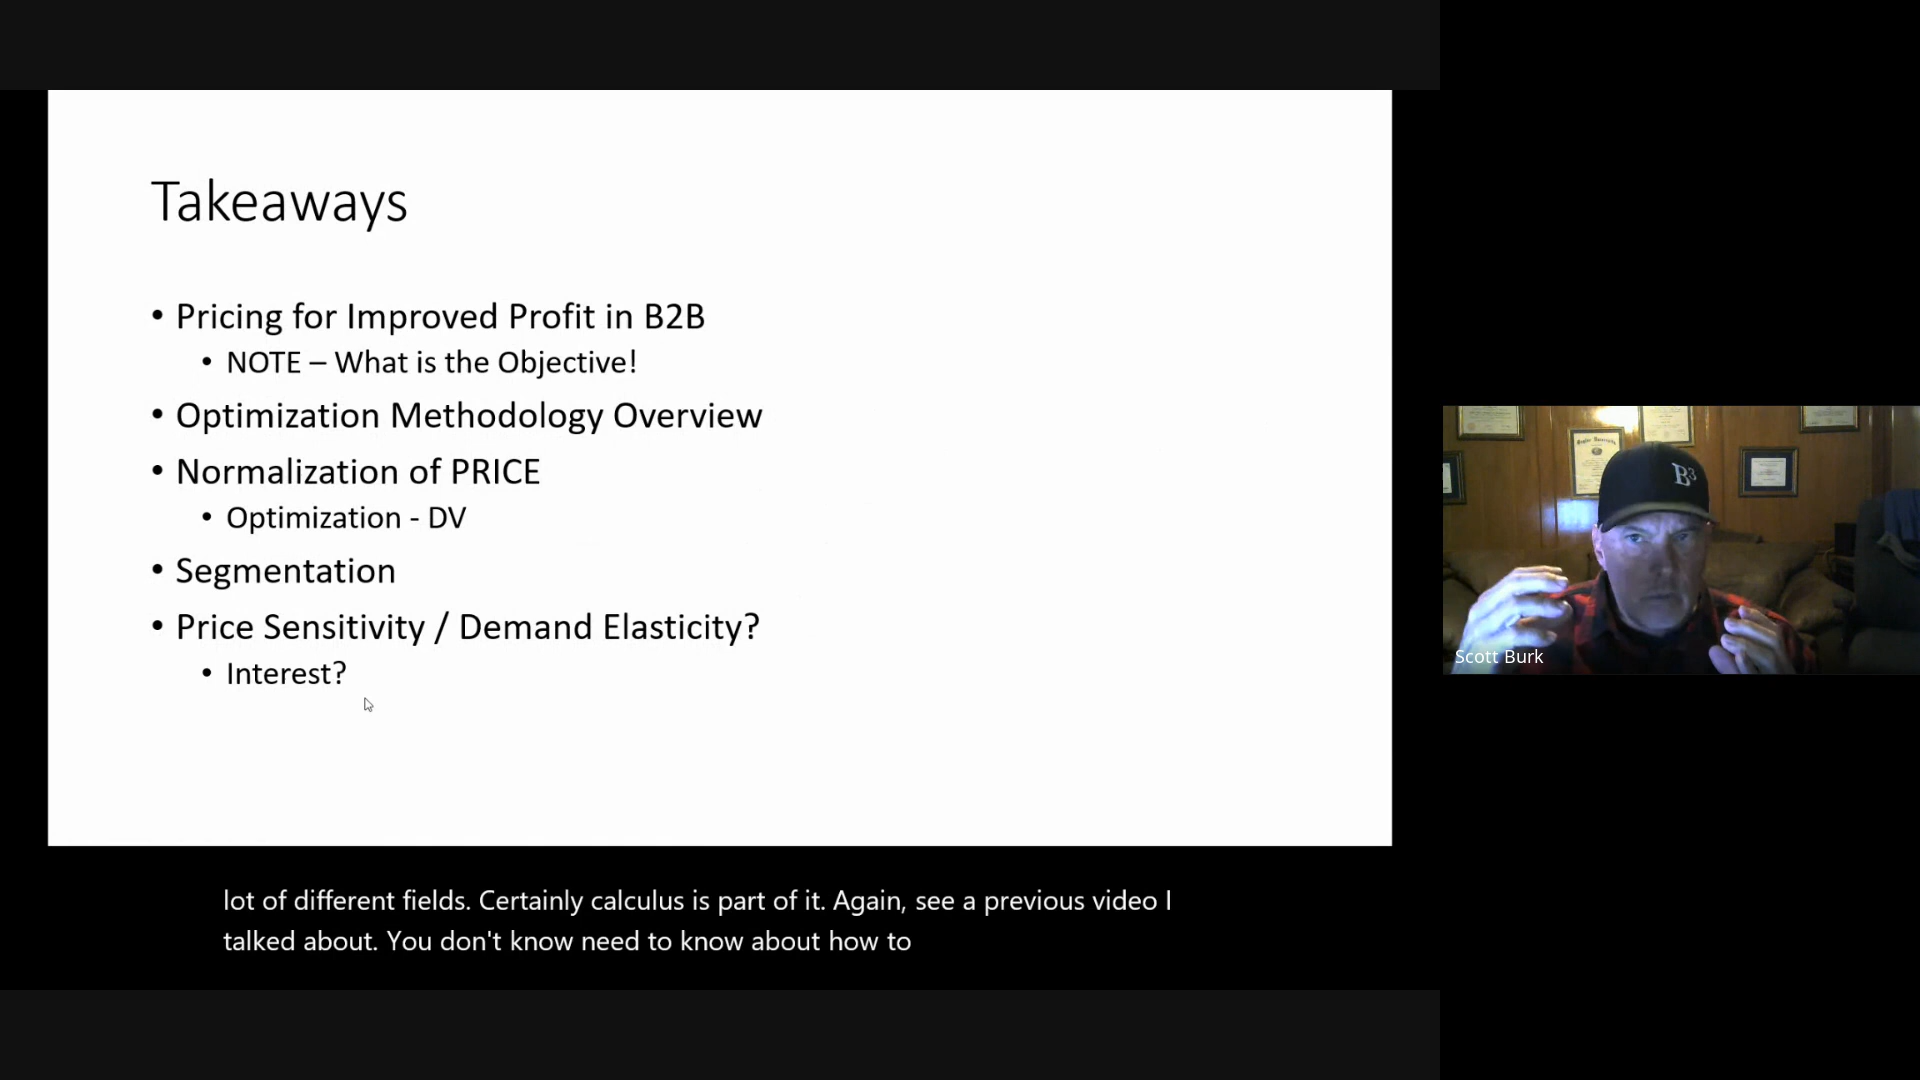 Takeaways
• Pricing for Improved Profit in B2B
• NOTE – What is the Objective!
• Optimization Methodology Overview
• Normalization of PRICE
• Optimization - DV
• Segmentation
• Price Sensitivity / Demand Elasticity?
• Interest?
B3
Scott Burk
lot of different fields. Certainly calculus is part of it. Again, see a previous video I
talked about. You don't know need to know about how to